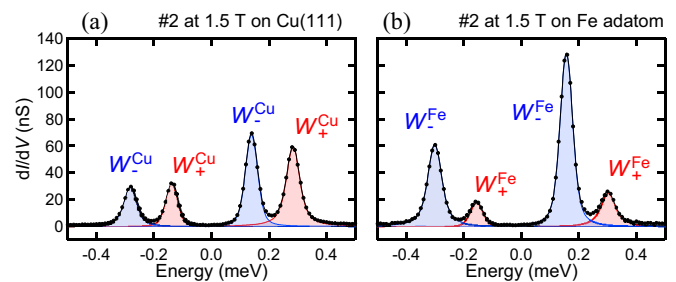 (a) #2 at 1.5 T on Cu(111)
(b) #2 at 1.5 T on Fe adatom
140
120
100
80
60
40
20
0
dI/dV (nS)
W₋^Cu
W₊^Cu
W₋^Cu
W₊^Cu
W₋^Fe
W₊^Fe
W₋^Fe
W₊^Fe
-0.4 -0.2 0.0 0.2 0.4
-0.4 -0.2 0.0 0.2 0.4
Energy (meV)
Energy (meV)